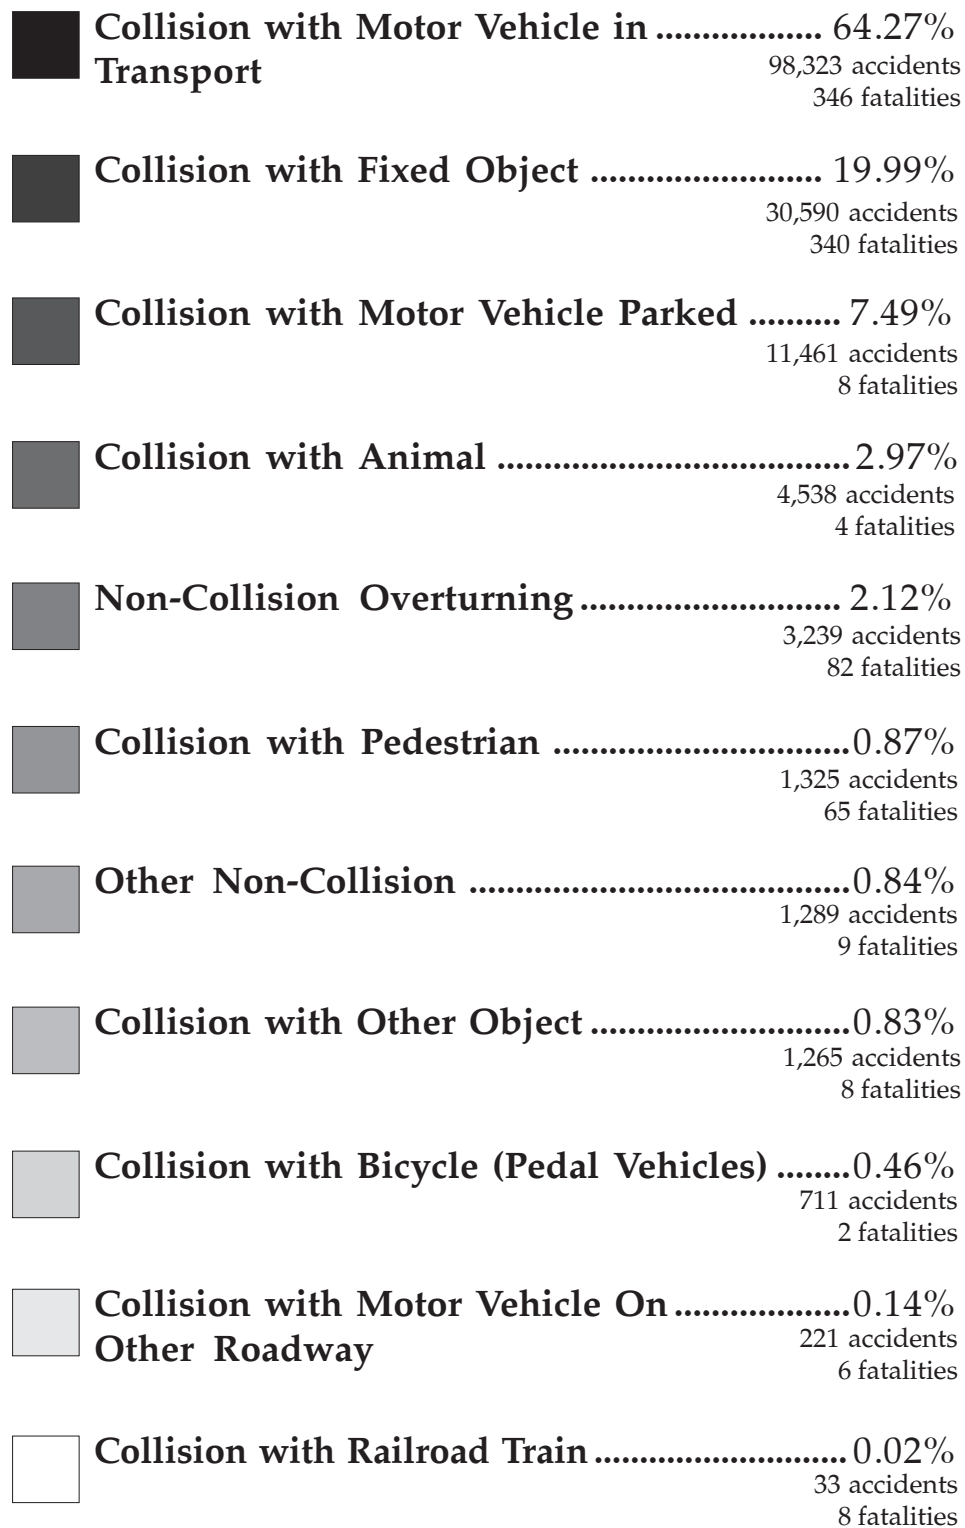 Collision with Motor Vehicle in .................. 64.27%
Transport
98,323 accidents
346 fatalities
Collision with Fixed Object ......................... 19.99%
30,590 accidents
340 fatalities
Collision with Motor Vehicle Parked .......... 7.49%
11,461 accidents
8 fatalities
Collision with Animal ......................................2.97%
4,538 accidents
4 fatalities
Non-Collision Overturning............................ 2.12%
3,239 accidents
82 fatalities
Collision with Pedestrian ................................0.87%
1,325 accidents
65 fatalities
Other Non-Collision .........................................0.84%
1,289 accidents
9 fatalities
Collision with Other Object ............................0.83%
1,265 accidents
8 fatalities
Collision with Bicycle (Pedal Vehicles) ........0.46%
711 accidents
2 fatalities
Collision with Motor Vehicle On ...................0.14%
Other Roadway
221 accidents
6 fatalities
Collision with Railroad Train........................... 0.02%
33 accidents
8 fatalities